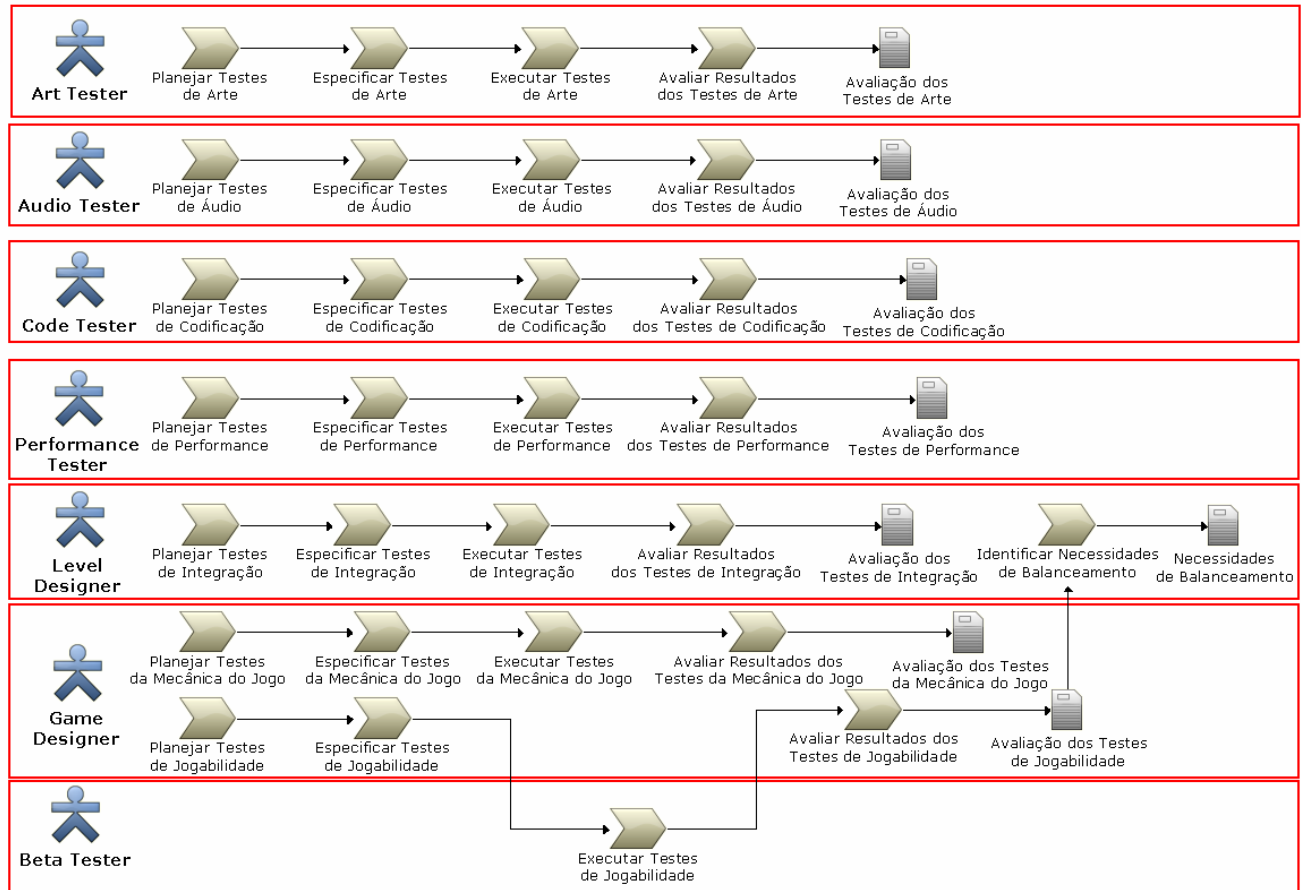 Planejar Testes
de Arte
Especificar Testes
de Arte
Executar Testes
de Arte
Avaliar Resultados
dos Testes de Arte
Avaliação dos
Testes de Arte
Art Tester
Planejar Testes
de Áudio
Especificar Testes
de Áudio
Executar Testes
de Áudio
Avaliar Resultados
dos Testes de Áudio
Avaliação dos
Testes de Áudio
Audio Tester
Planejar Testes
de Codificação
Especificar Testes
de Codificação
Executar Testes
de Codificação
Avaliar Resultados
dos Testes de Codificação
Avaliação dos
Testes de Codificação
Code Tester
Planejar Testes
de Performance
Especificar Testes
de Performance
Executar Testes
de Performance
Avaliar Resultados
dos Testes de Performance
Avaliação dos
Testes de Performance
Performance
Tester
Planejar Testes
de Integração
Especificar Testes
de Integração
Executar Testes
de Integração
Avaliar Resultados
dos Testes de Integração
Avaliação dos
Testes de Integração
Identificar Necessidades
de Balanceamento
Necessidades
de Balanceamento
Level
Designer
Planejar Testes
da Mecânica do Jogo
Especificar Testes
da Mecânica do Jogo
Executar Testes
da Mecânica do Jogo
Avaliar Resultados dos
Testes da Mecânica do Jogo
Avaliação dos Testes
da Mecânica do Jogo
Game
Designer
Planejar Testes
de Jogabilidade
Especificar Testes
de Jogabilidade
Avaliar Resultados dos
Testes de Jogabilidade
Avaliação dos Testes
de Jogabilidade
Beta Tester
Executar Testes
de Jogabilidade